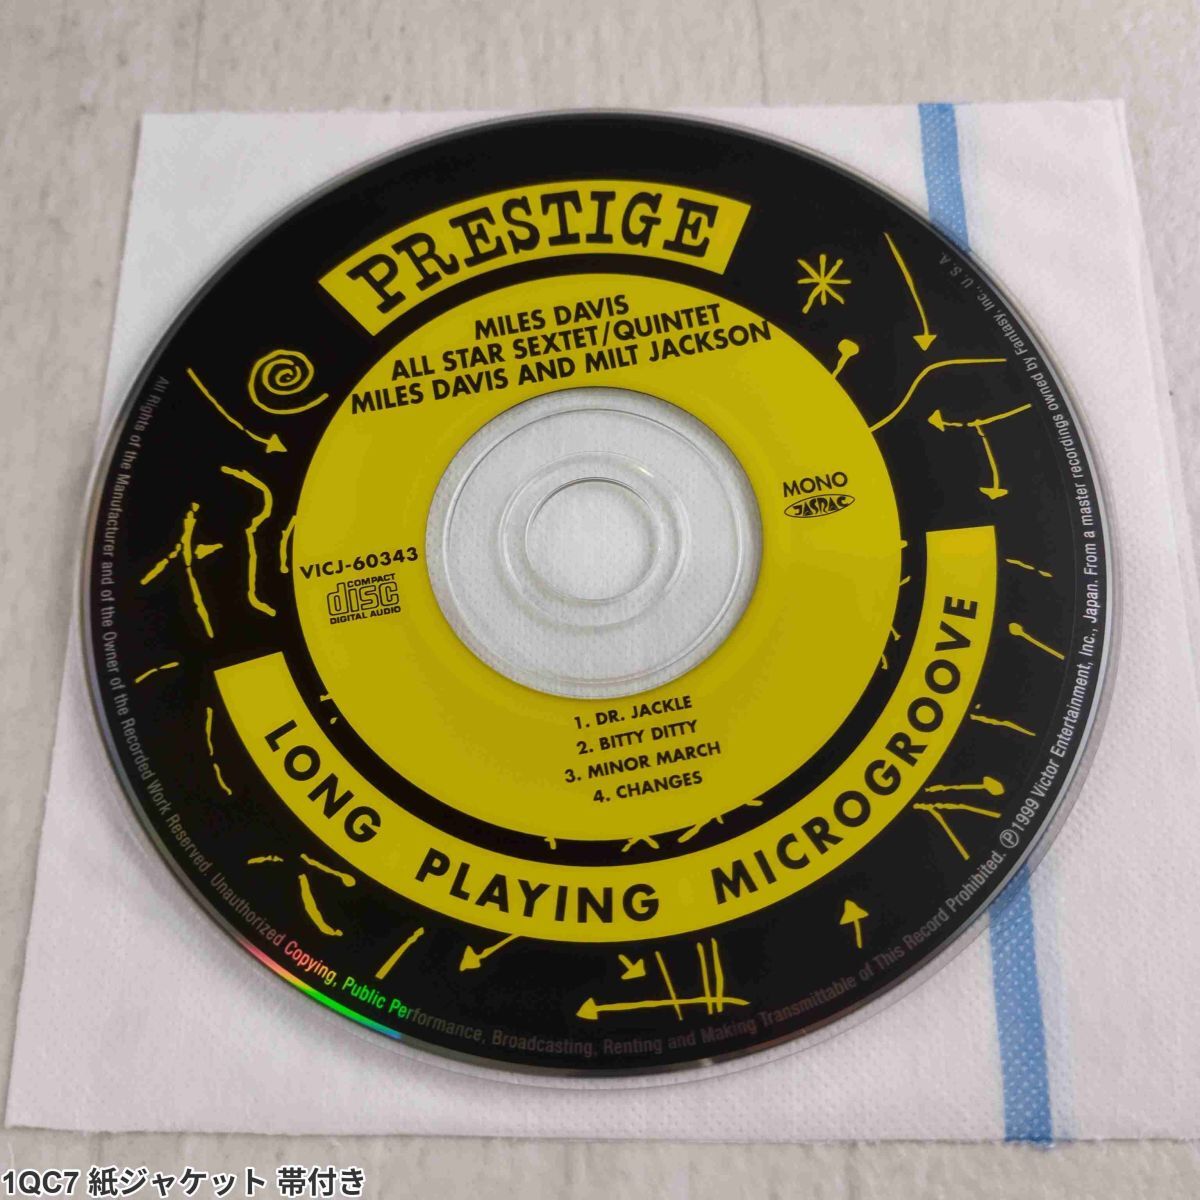 PRESTIGE
MILES DAVIS
ALL STAR SEXTET/QUINTET
MILES DAVIS AND MILT JACKSON
MONO
JASRAC
VICJ-60343
COMPACT
disc
DIGITAL AUDIO
1. DR. JACKLE
2. BITTY DITTY
3. MINOR MARCH
4. CHANGES
LONG PLAYING MICROGROOVE
All Rights of the Manufacturer and of the Owner of the Recorded Work Reserved. Unauthorized Copying, Public Performance, Broadcasting, Renting and Making Transmittable of This Record Prohibited. Ⓟ1999 Victor Entertainment, Inc., Japan. From a master recordings owned by Fantasy, Inc., U.S.A.
1QC7 紙ジャケット 帯付き